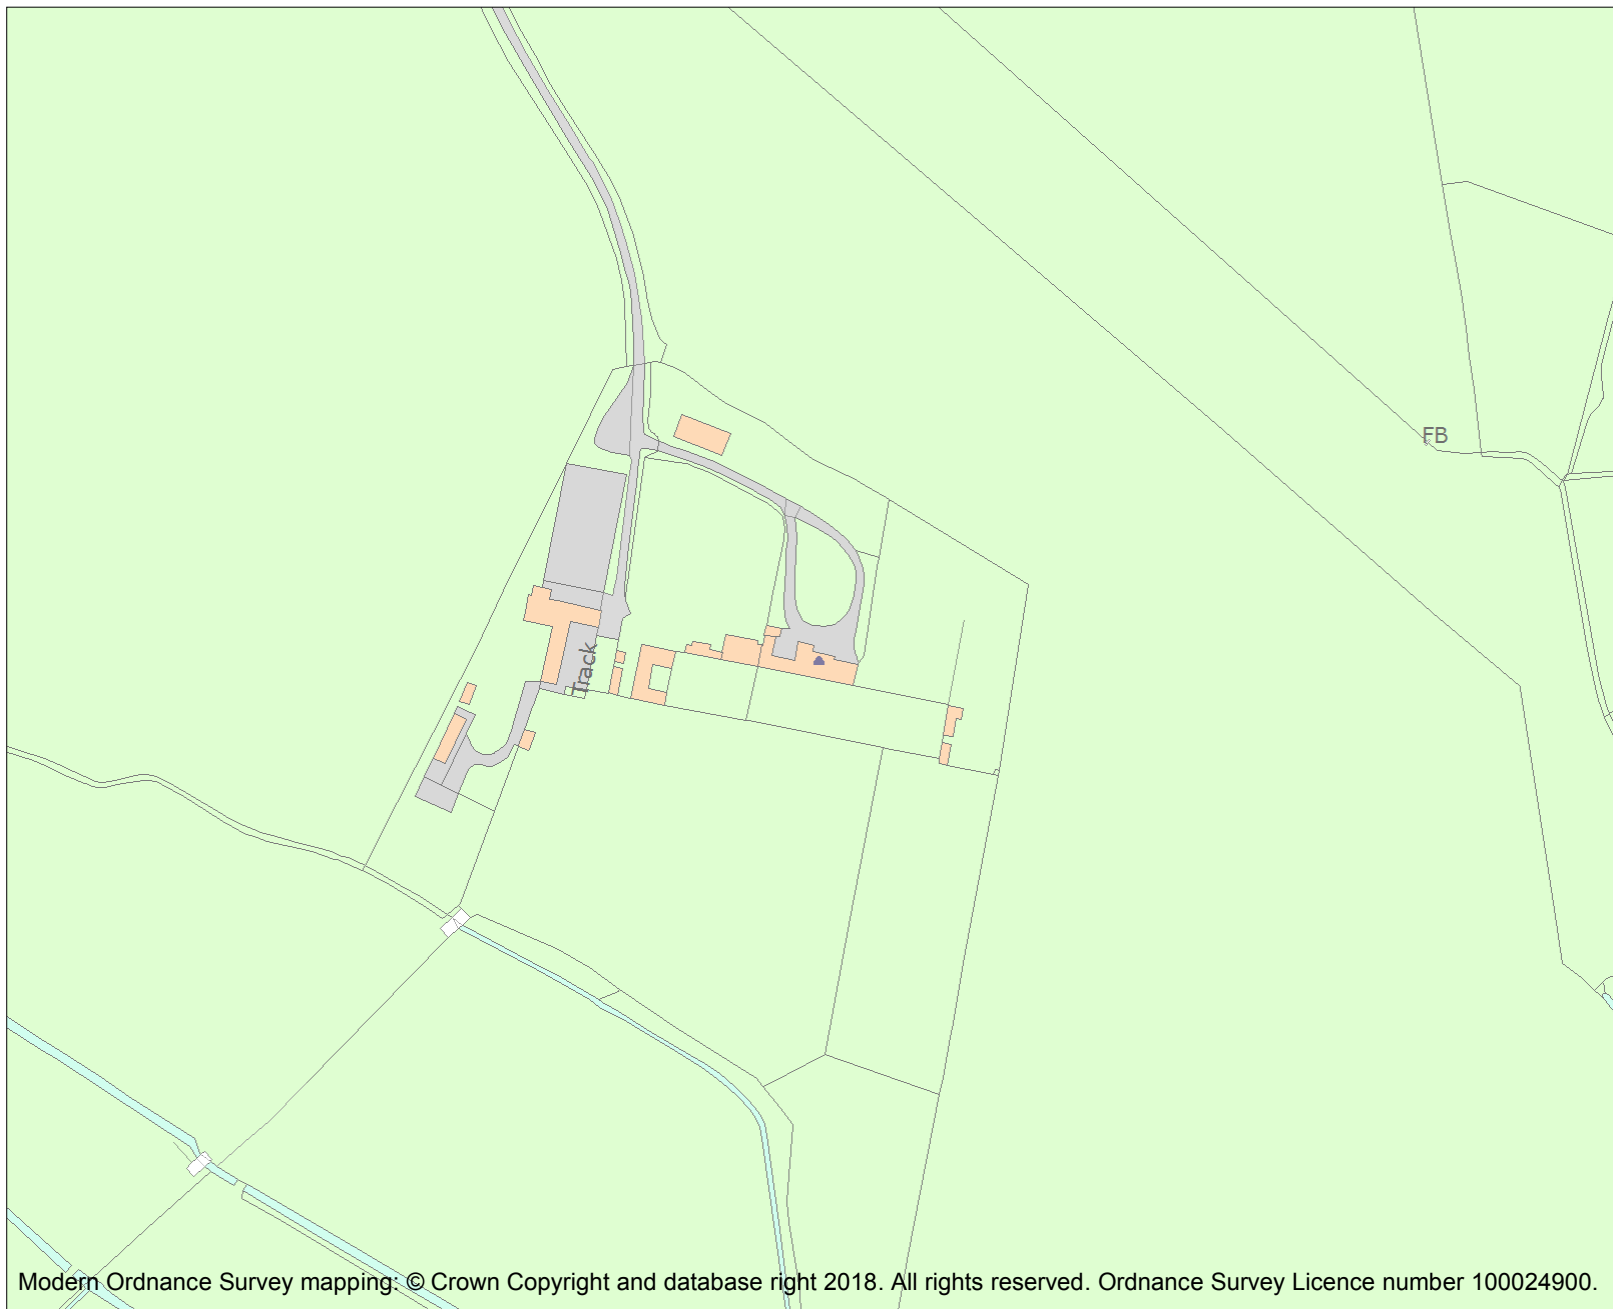 FB
Track
Modern Ordnance Survey mapping: © Crown Copyright and database right 2018. All rights reserved. Ordnance Survey Licence number 100024900.